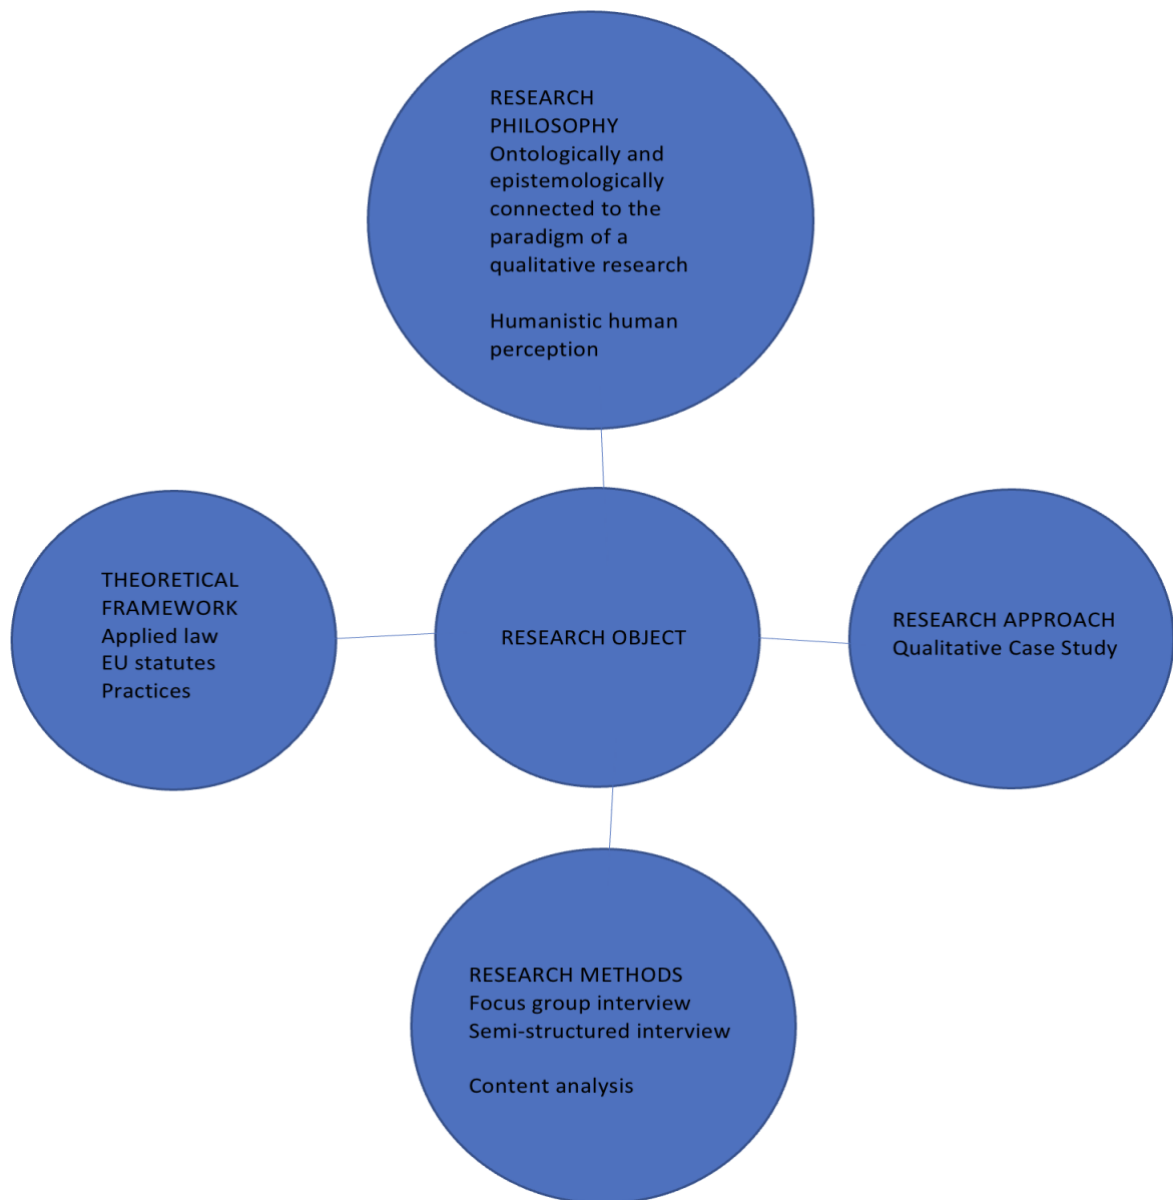 RESEARCH
PHILOSOPHY
Ontologically and
epistemologically
connected to the
paradigm of a
qualitative research
Humanistic human
perception
THEORETICAL
FRAMEWORK
Applied law
EU statutes
Practices
RESEARCH OBJECT
RESEARCH APPROACH
Qualitative Case Study
RESEARCH METHODS
Focus group interview
Semi-structured interview
Content analysis